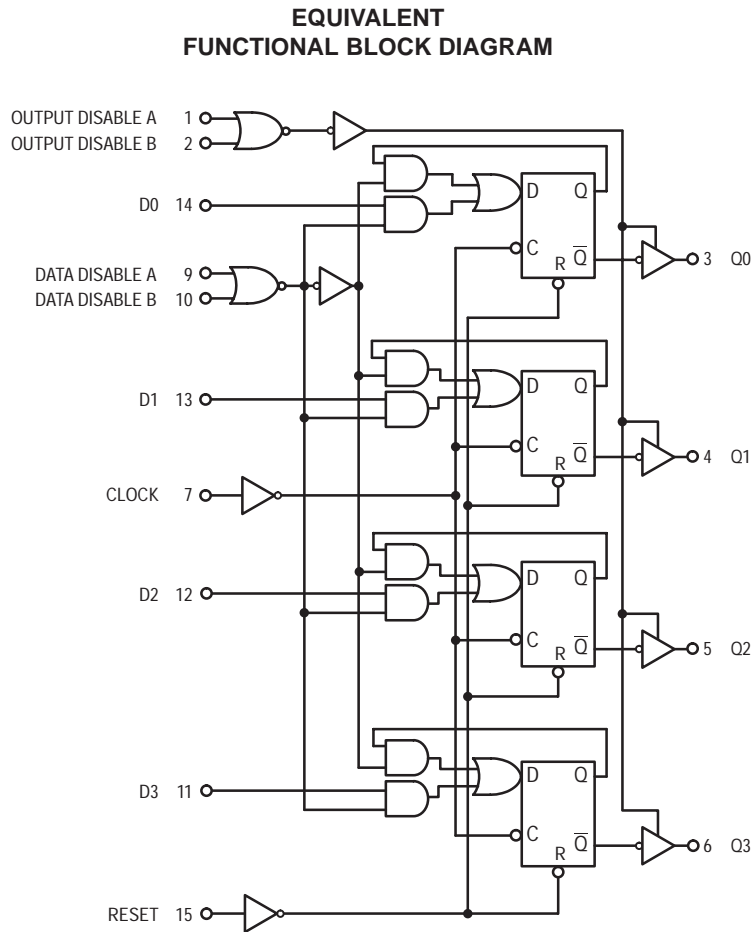 EQUIVALENT
FUNCTIONAL BLOCK DIAGRAM
OUTPUT DISABLE A 1
OUTPUT DISABLE B 2
D0 14
D Q
C
R Q̅
3 Q0
DATA DISABLE A 9
DATA DISABLE B 10
D1 13
D Q
C
R Q̅
4 Q1
CLOCK 7
D2 12
D Q
C
R Q̅
5 Q2
D3 11
D Q
C
R Q̅
6 Q3
RESET 15